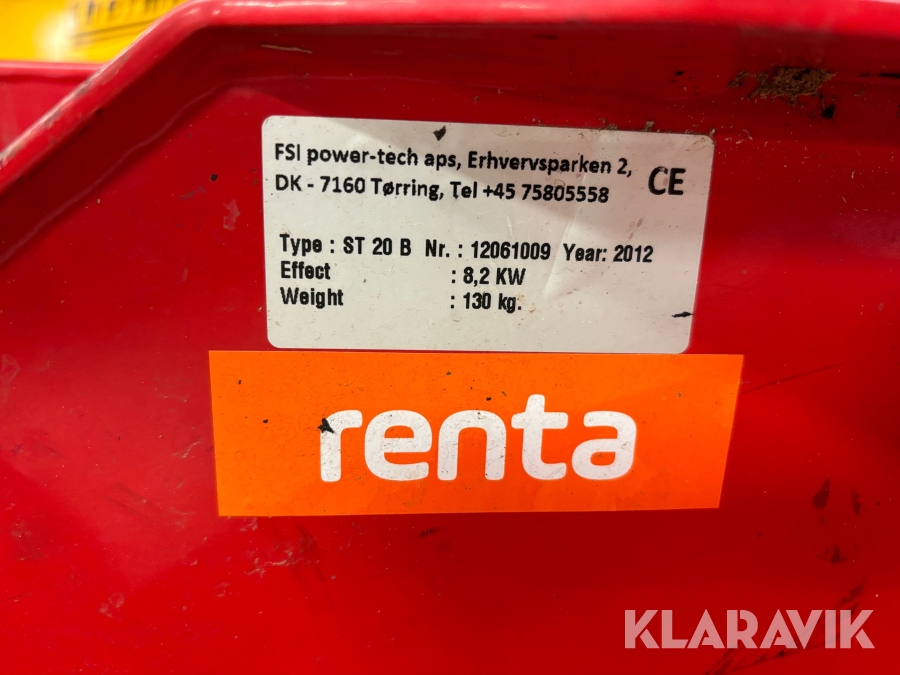 FSI power-tech aps, Erhvervsparken 2,
DK - 7160 Tørring, Tel +45 75805558
CE
Type : ST 20 B Nr. : 12061009 Year: 2012
Effect : 8,2 KW
Weight : 130 kg.
renta
KLARAVIK